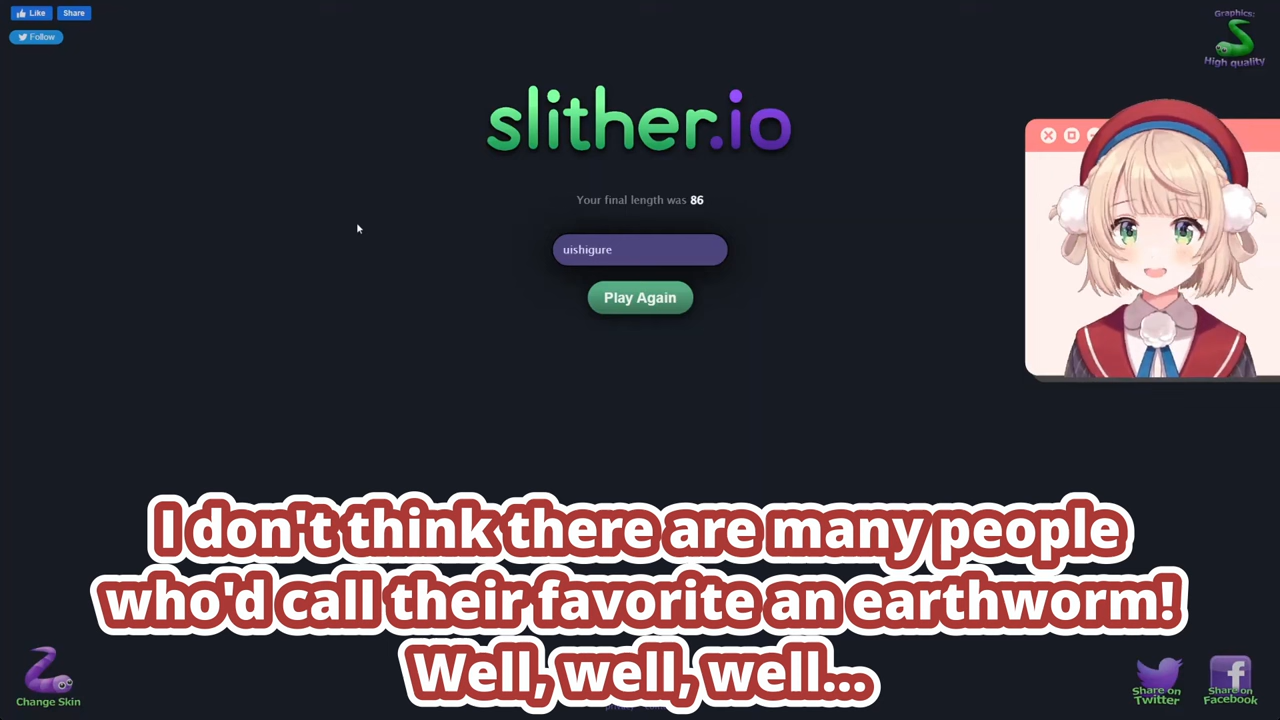 Like Share
Follow
Graphics:
High quality
slither.io
Your final length was 86
uishigure
Play Again
I don't think there are many people
who'd call their favorite an earthworm!
Well, well, well...
Change Skin
Share on
Twitter
Share on
Facebook